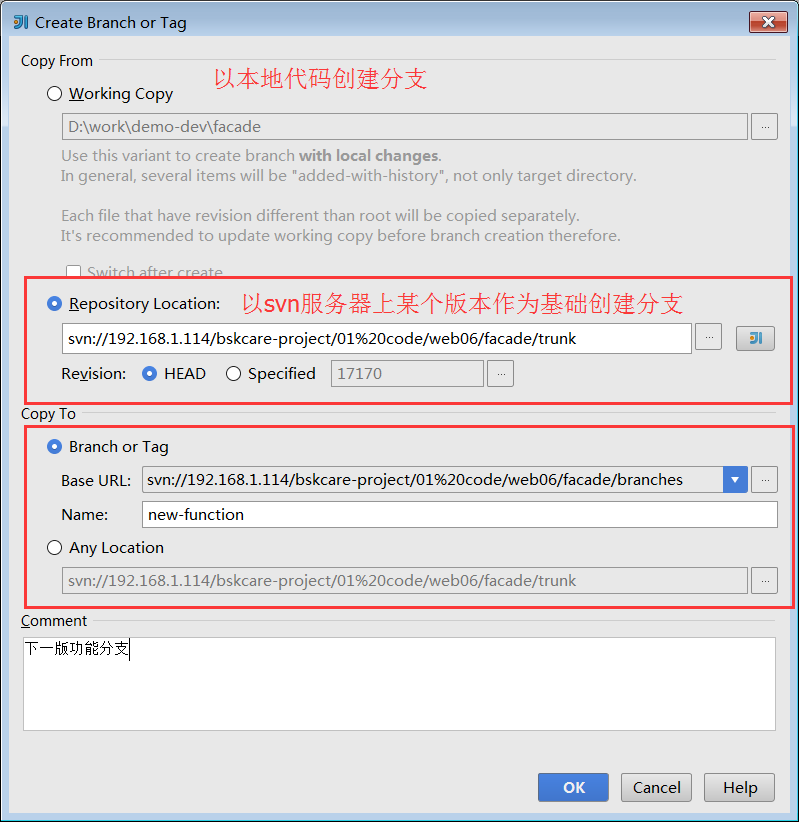 Create Branch or Tag
Copy From
以本地代码创建分支
Working Copy
D:\work\demo-dev\facade
...
Use this variant to create branch with local changes.
In general, several items will be "added-with-history", not only target directory.
Each file that have revision different than root will be copied separately.
It's recommended to update working copy before branch creation therefore.
Switch after create
Repository Location: 以svn服务器上某个版本作为基础创建分支
svn://192.168.1.114/bskcare-project/01%20code/web06/facade/trunk ...
Revision: HEAD Specified 17170 ...
Copy To
Branch or Tag
Base URL: svn://192.168.1.114/bskcare-project/01%20code/web06/facade/branches ...
Name: new-function
Any Location
svn://192.168.1.114/bskcare-project/01%20code/web06/facade/trunk ...
Comment
下一版功能分支
OK Cancel Help